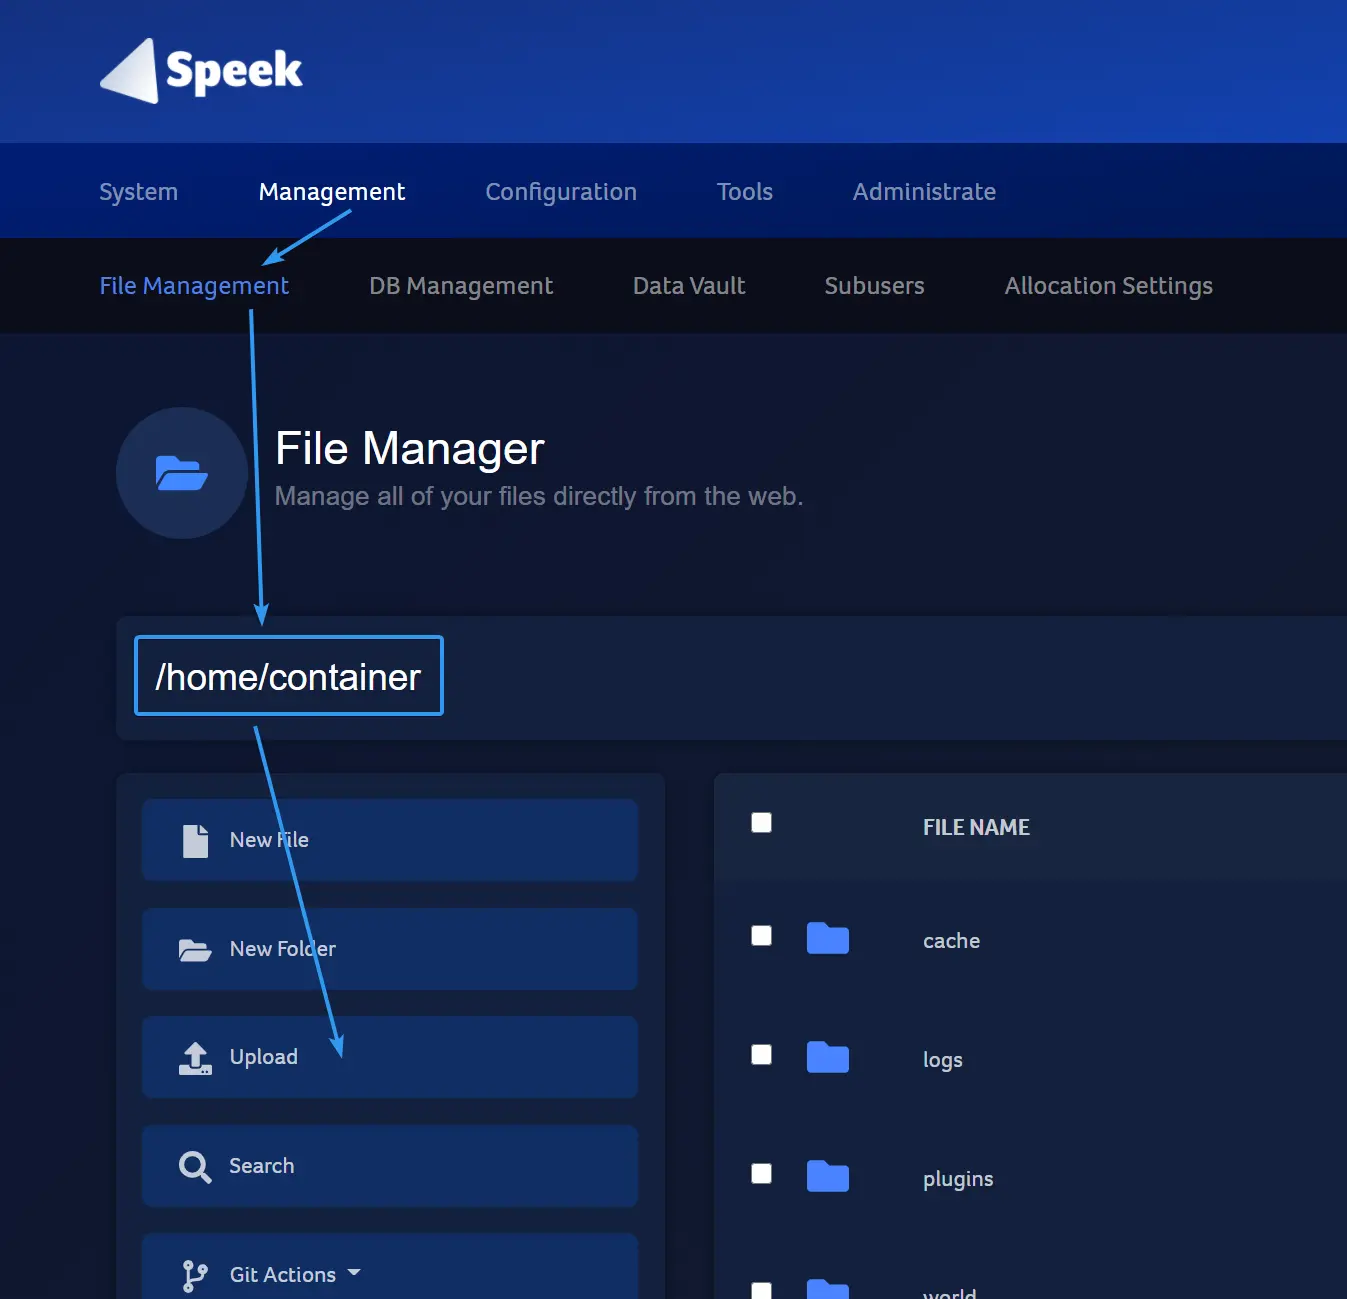 Speek
System Management Configuration Tools Administrate
File Management DB Management Data Vault Subusers Allocation Settings
File Manager
Manage all of your files directly from the web.
/home/container
New File
New Folder
Upload
Search
Git Actions
FILE NAME
cache
logs
plugins
world